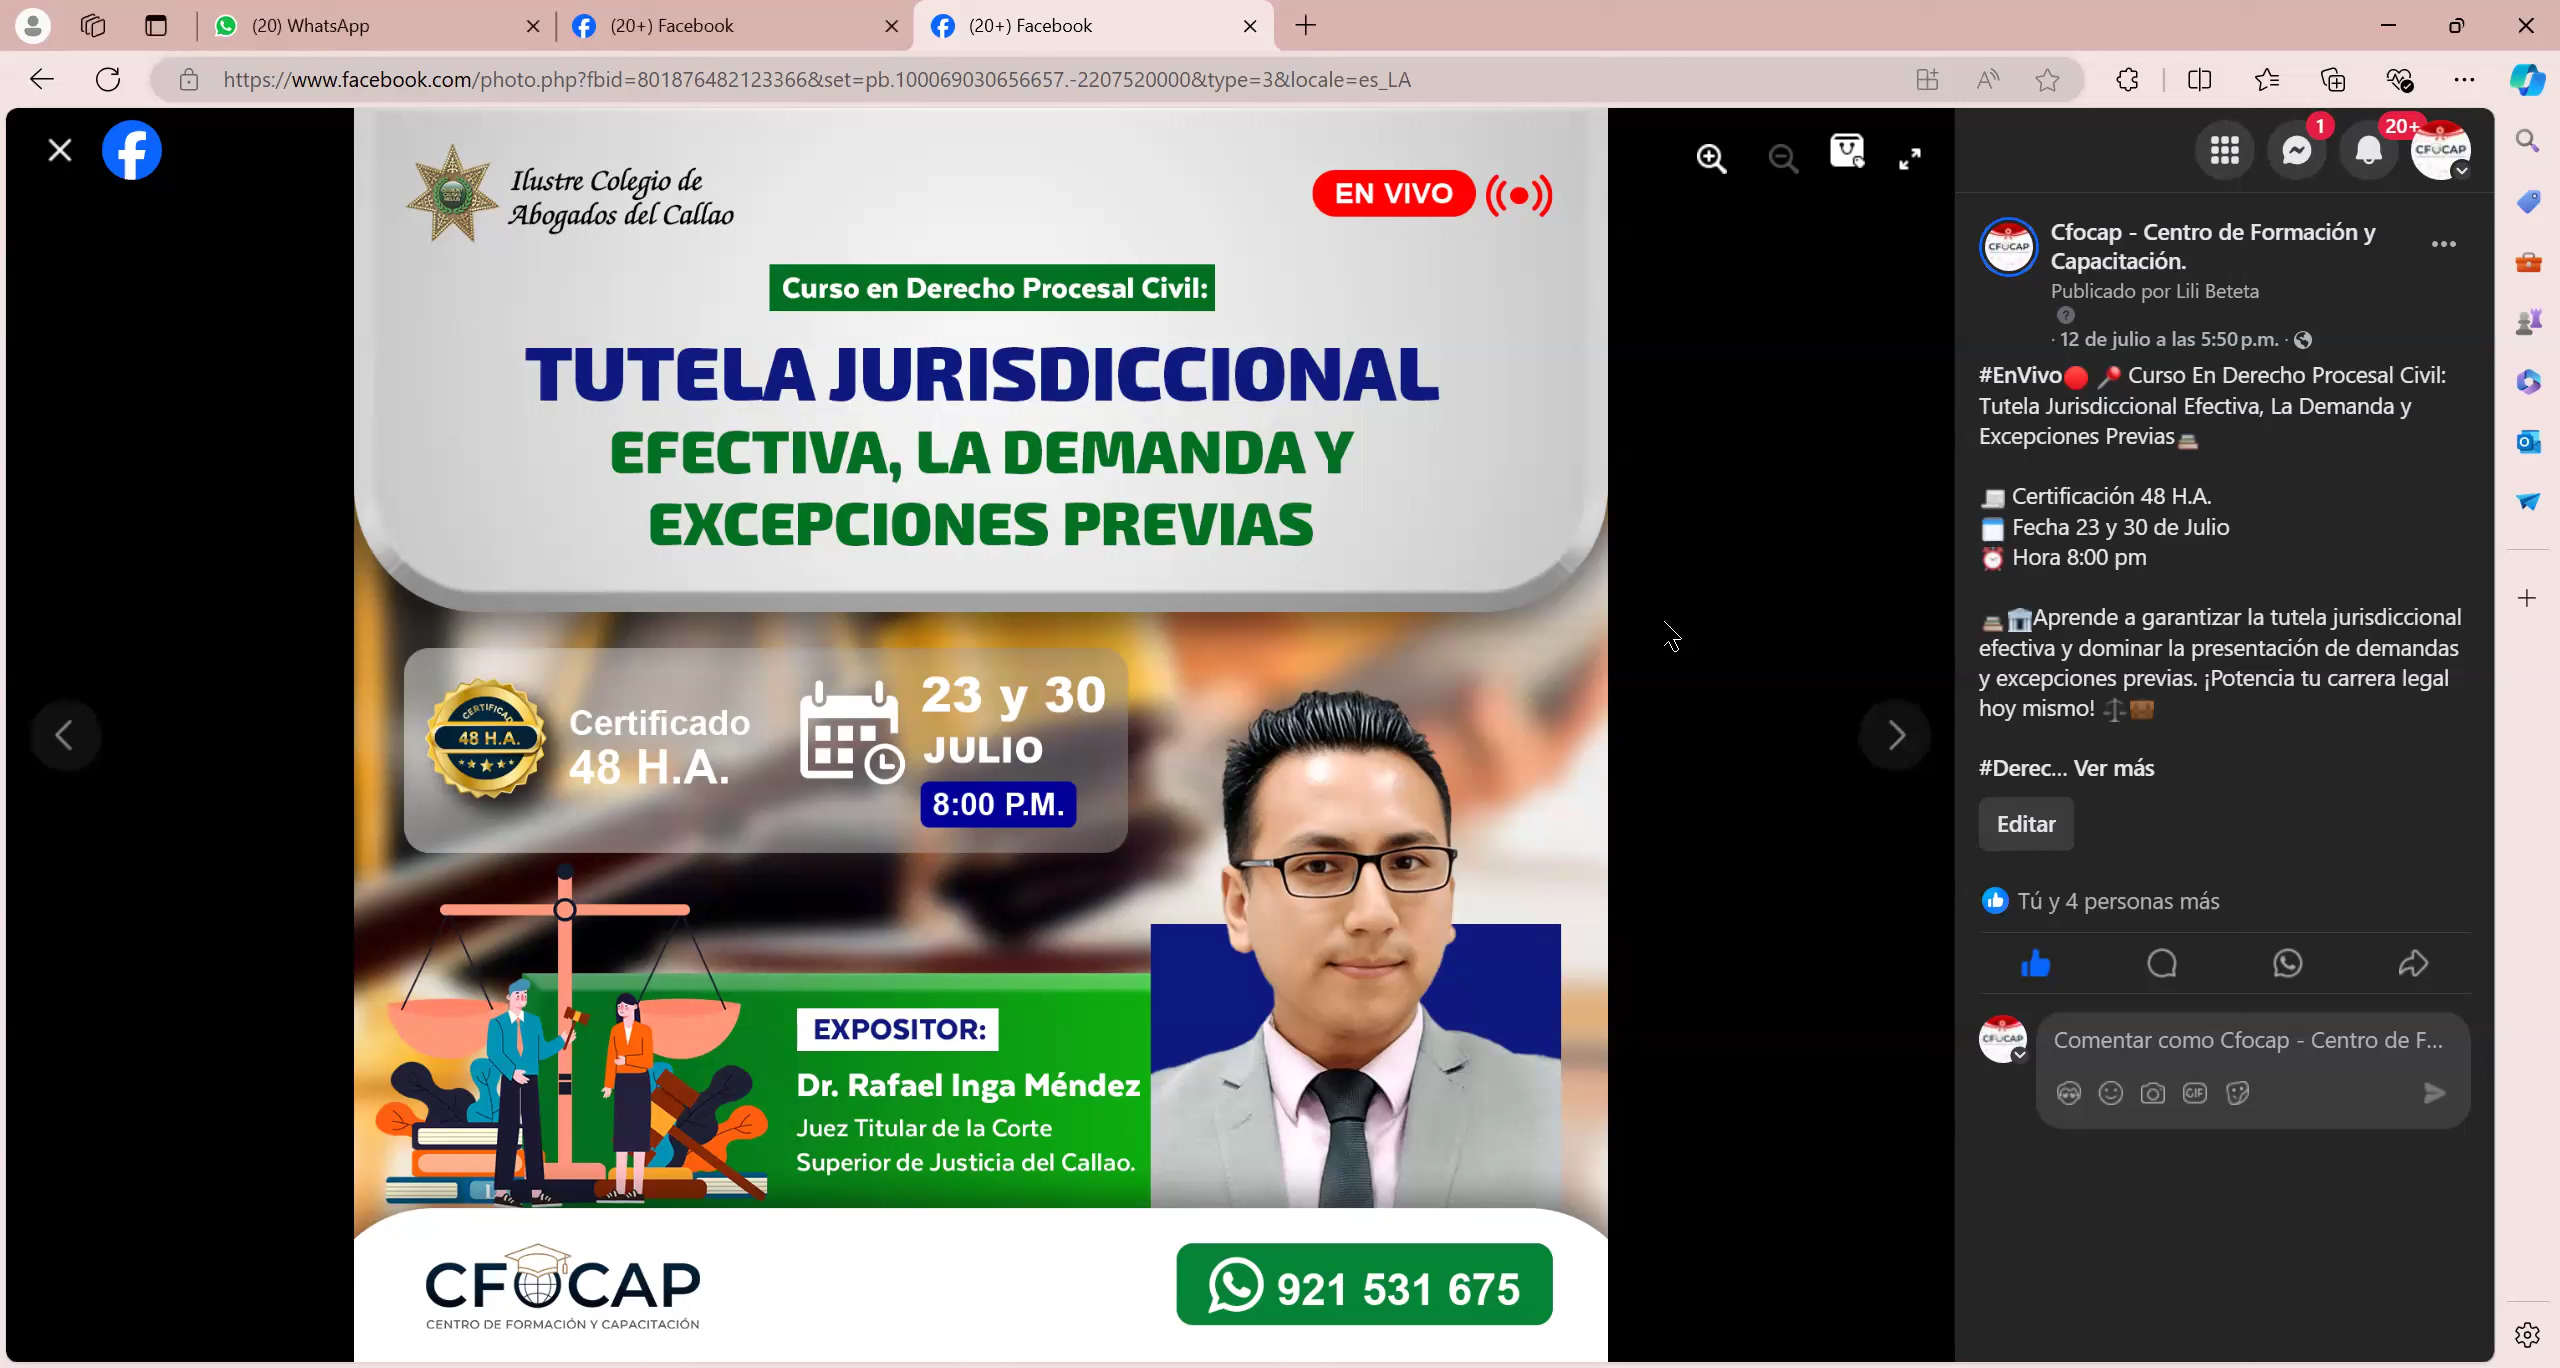 (20) WhatsApp
(20+) Facebook
(20+) Facebook
https://www.facebook.com/photo.php?fbid=801876482123366&set=pb.100069030656657.-2207520000&type=3&locale=es_LA
Ilustre Colegio de
Abogados del Callao
EN VIVO
Curso en Derecho Procesal Civil:
TUTELA JURISDICCIONAL
EFECTIVA, LA DEMANDA Y
EXCEPCIONES PREVIAS
CERTIFICADO
48 H.A.
Certificado
48 H.A.
23 y 30
JULIO
8:00 P.M.
EXPOSITOR:
Dr. Rafael Inga Méndez
Juez Titular de la Corte
Superior de Justicia del Callao.
CFOCAP
CENTRO DE FORMACIÓN Y CAPACITACIÓN
921 531 675
1
20+
CFOCAP
CFOCAP
Cfocap - Centro de Formación y
Capacitación.
Publicado por Lili Beteta
· 12 de julio a las 5:50 p.m. ·
#EnVivo🔴 🎤 Curso En Derecho Procesal Civil:
Tutela Jurisdiccional Efectiva, La Demanda y
Excepciones Previas📚
Certificación 48 H.A.
Fecha 23 y 30 de Julio
⏰ Hora 8:00 pm
📚🏛️Aprende a garantizar la tutela jurisdiccional
efectiva y dominar la presentación de demandas
y excepciones previas. ¡Potencia tu carrera legal
hoy mismo! ⚖️💼
#Derec... Ver más
Editar
Tú y 4 personas más
CFOCAP
Comentar como Cfocap - Centro de F...
GIF